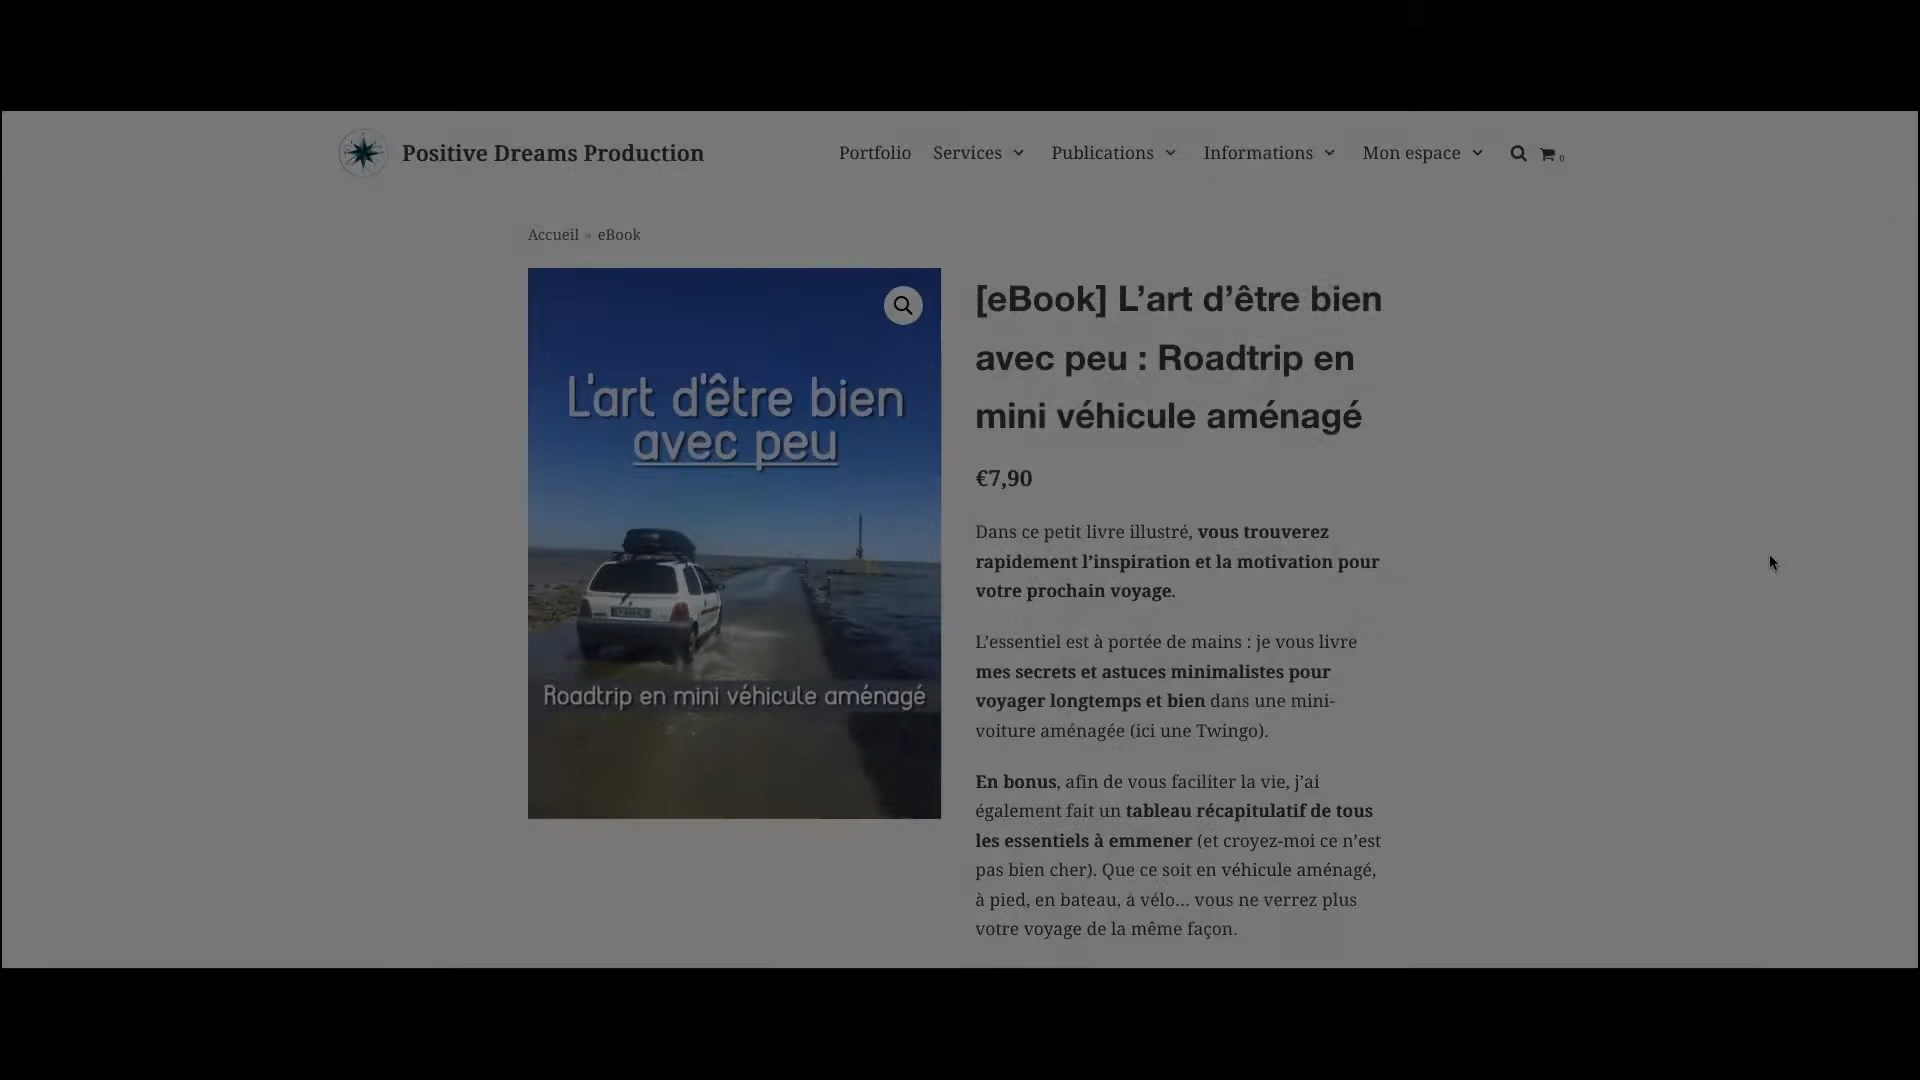 Positive Dreams Production
Portfolio Services Publications Informations Mon espace 0
Accueil » eBook
L'art d'être bien
avec peu
Roadtrip en mini véhicule aménagé
[eBook] L’art d’être bien
avec peu : Roadtrip en
mini véhicule aménagé
€7,90
Dans ce petit livre illustré, vous trouverez
rapidement l’inspiration et la motivation pour
votre prochain voyage.
L’essentiel est à portée de mains : je vous livre
mes secrets et astuces minimalistes pour
voyager longtemps et bien dans une mini-
voiture aménagée (ici une Twingo).
En bonus, afin de vous faciliter la vie, j’ai
également fait un tableau récapitulatif de tous
les essentiels à emmener (et croyez-moi ce n’est
pas bien cher). Que ce soit en véhicule aménagé,
à pied, en bateau, à vélo… vous ne verrez plus
votre voyage de la même façon.